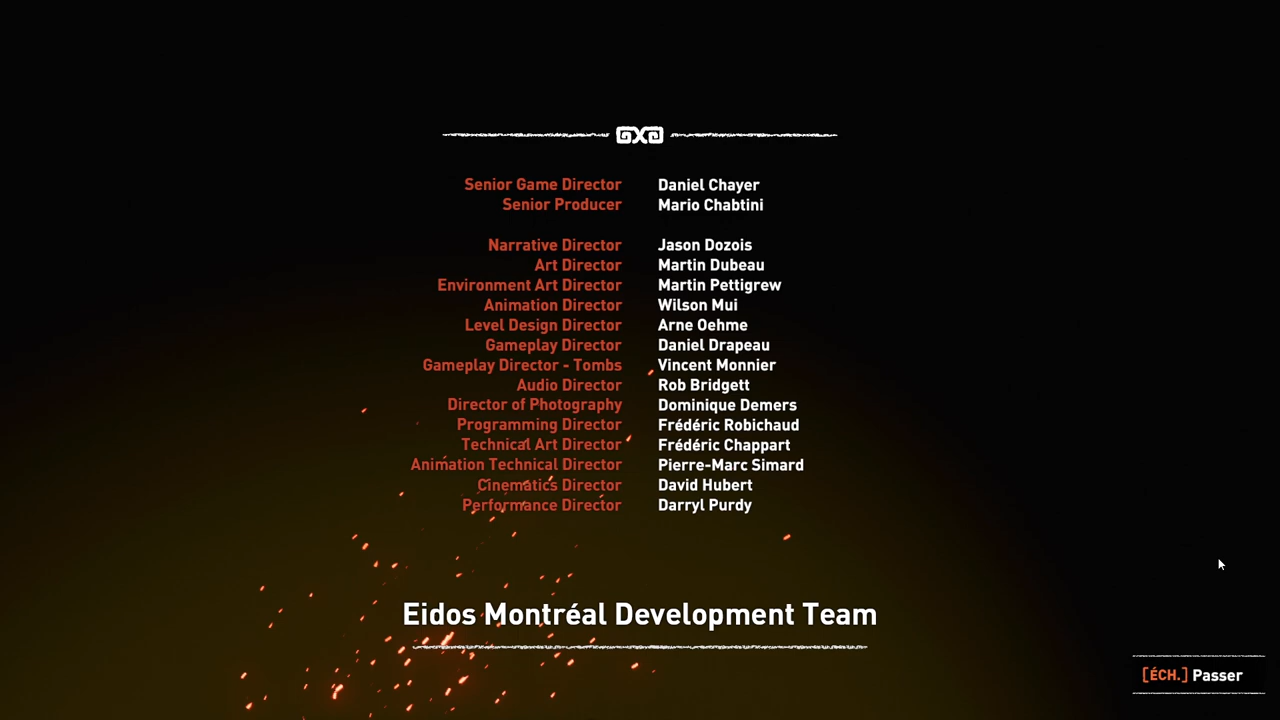 Senior Game Director Daniel Chayer
Senior Producer Mario Chabtini
Narrative Director Jason Dozois
Art Director Martin Dubeau
Environment Art Director Martin Pettigrew
Animation Director Wilson Mui
Level Design Director Arne Oehme
Gameplay Director Daniel Drapeau
Gameplay Director - Tombs Vincent Monnier
Audio Director Rob Bridgett
Director of Photography Dominique Demers
Programming Director Frédéric Robichaud
Technical Art Director Frédéric Chappart
Animation Technical Director Pierre-Marc Simard
Cinematics Director David Hubert
Performance Director Darryl Purdy
Eidos Montréal Development Team
[ÉCH.] Passer